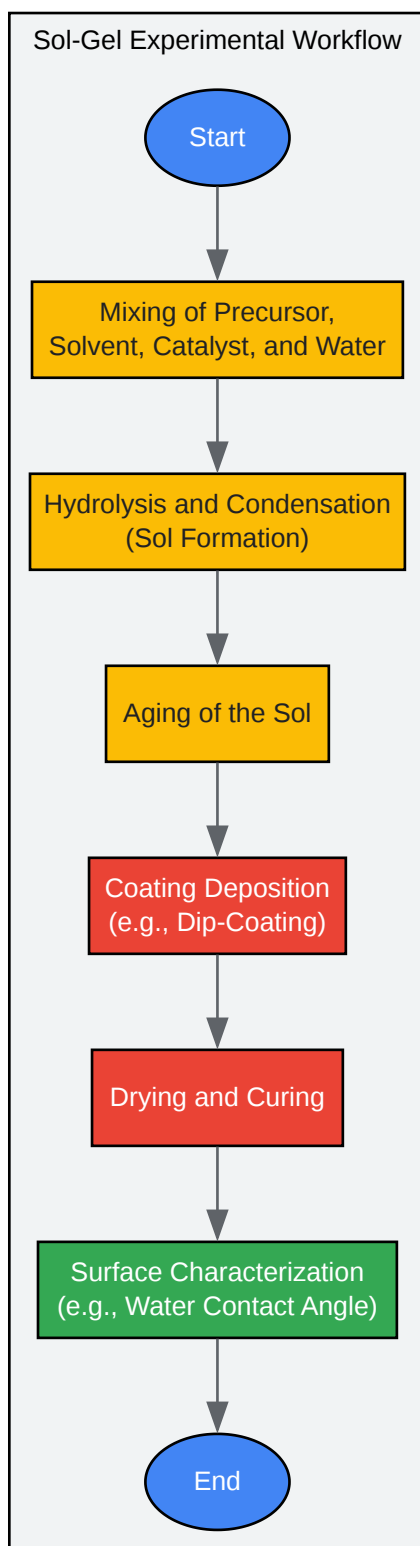 Sol-Gel Experimental Workflow
Start
Mixing of Precursor,
Solvent, Catalyst, and Water
Hydrolysis and Condensation
(Sol Formation)
Aging of the Sol
Coating Deposition
(e.g., Dip-Coating)
Drying and Curing
Surface Characterization
(e.g., Water Contact Angle)
End